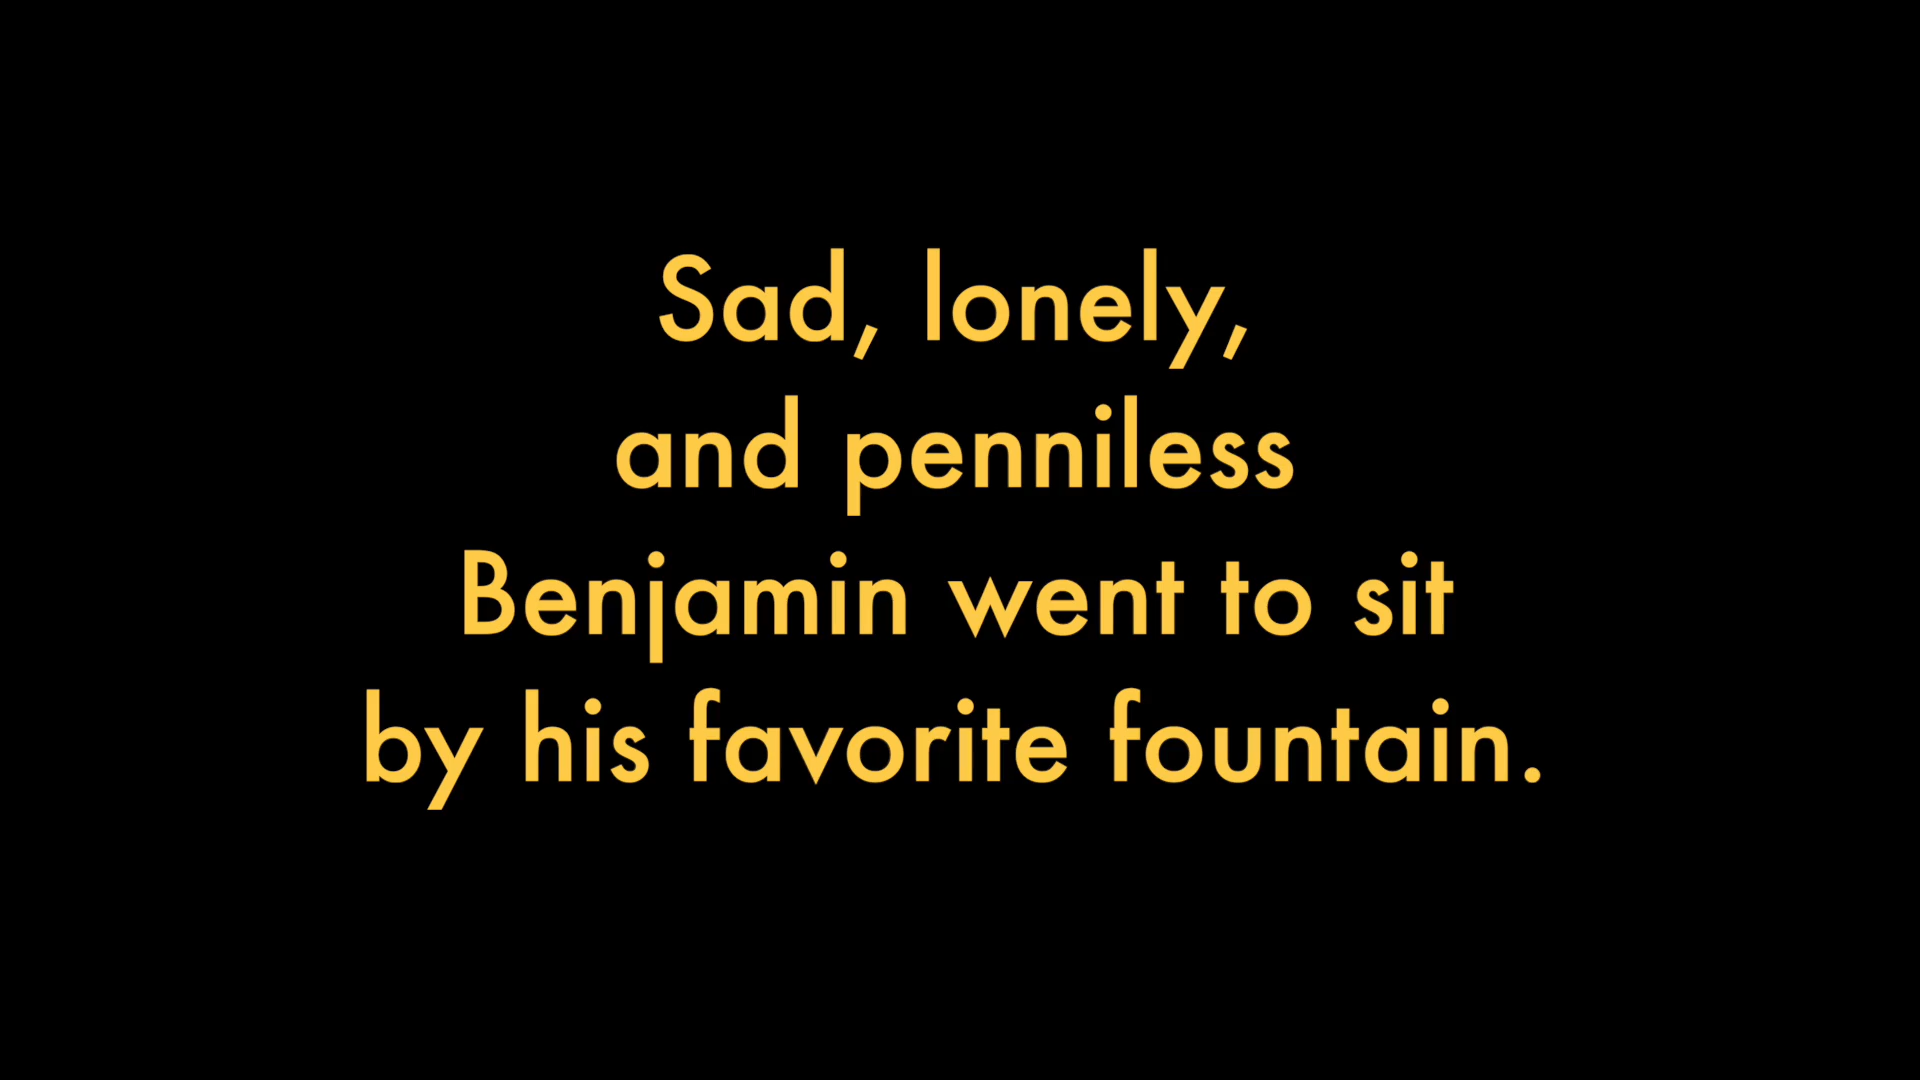 Sad, lonely,
and penniless
Benjamin went to sit
by his favorite fountain.